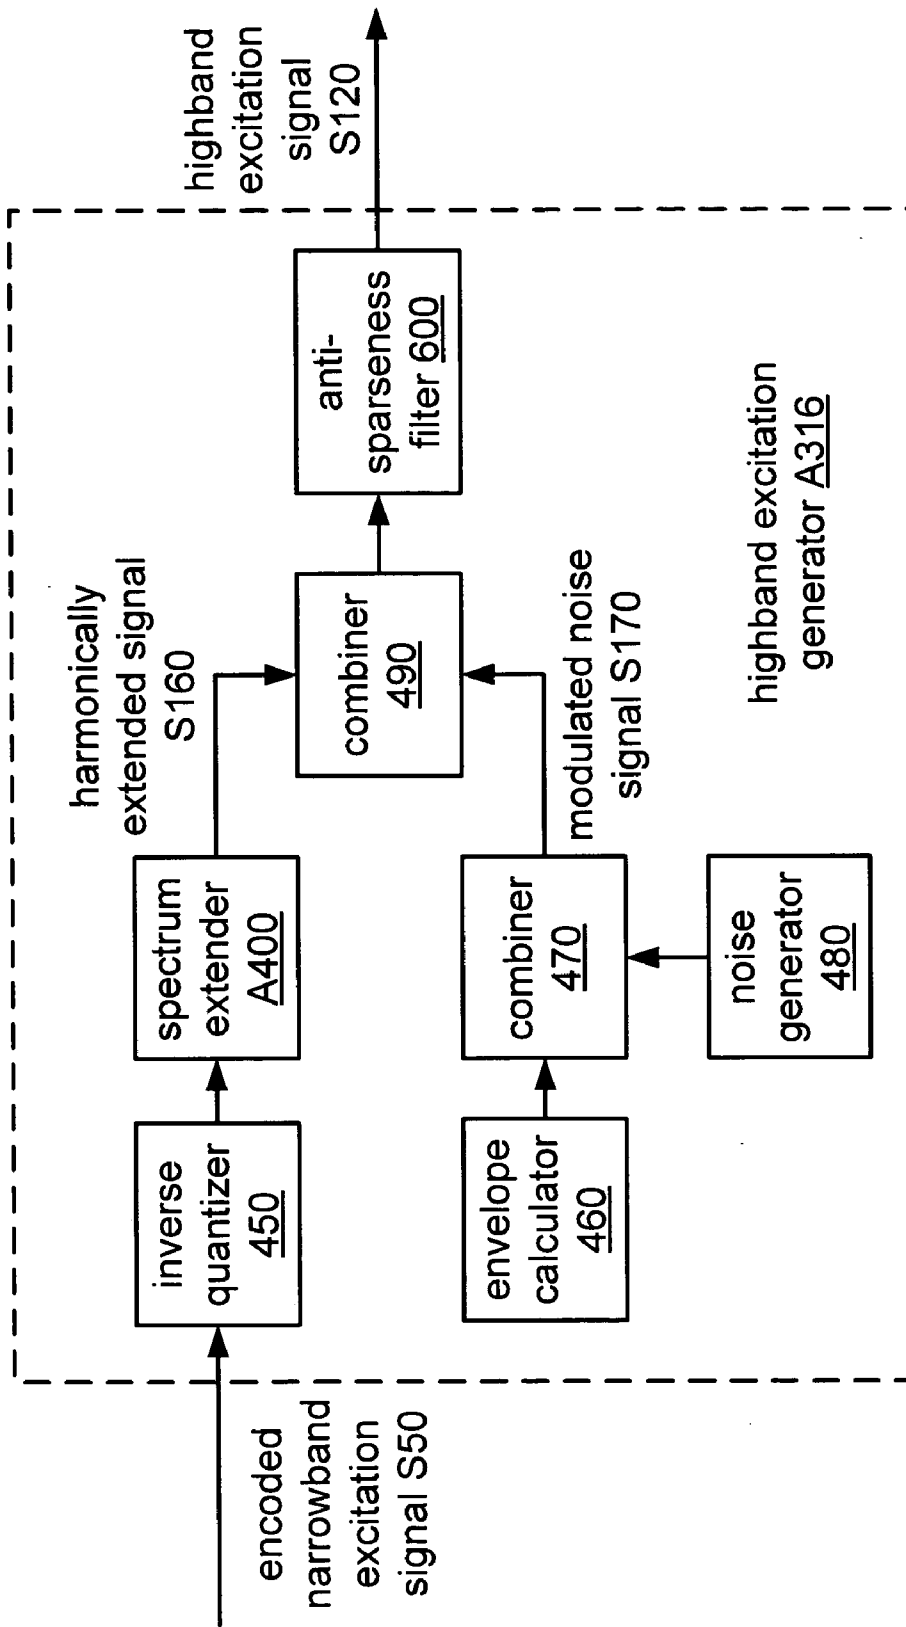 encoded
narrowband
excitation
signal S50
inverse
quantizer
450
spectrum
extender
A400
harmonically
extended signal
S160
envelope
calculator
460
combiner
470
noise
generator
480
modulated noise
signal S170
combiner
490
anti-
sparseness
filter 600
highband
excitation
signal
S120
highband excitation
generator A316